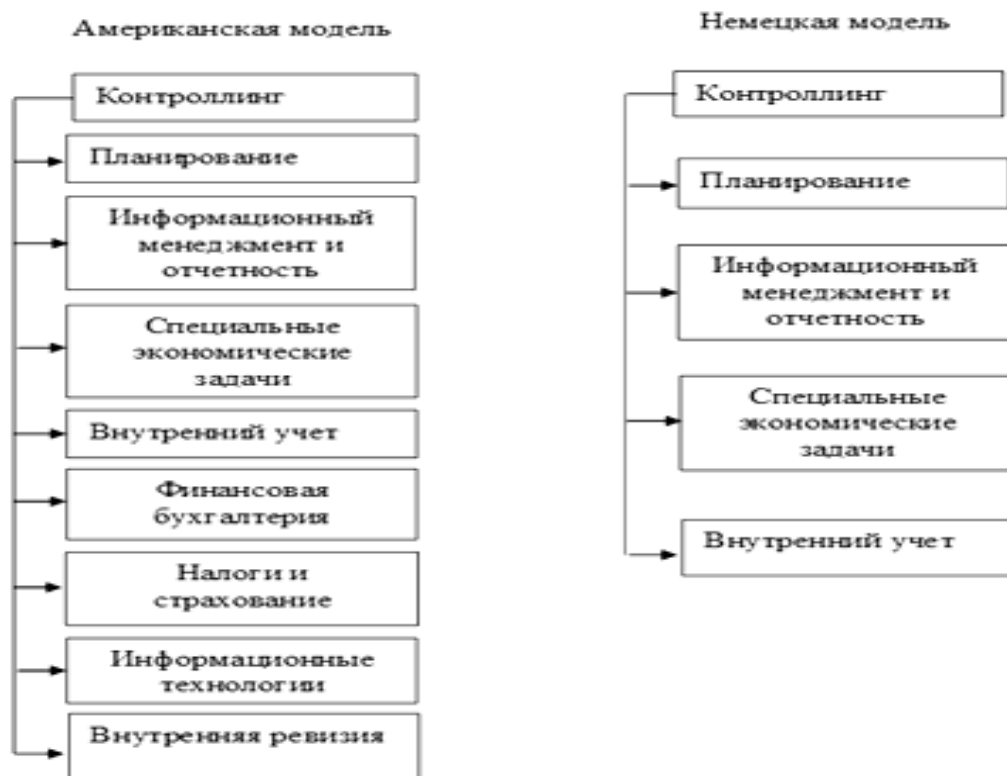 Американская модель
Контроллинг
Планирование
Информационный
менеджмент и
отчетность
Специальные
экономические
задачи
Внутренний учет
Финансовая
бухгалтерия
Налоги и
страхование
Информационные
технологии
Внутренняя ревизия
Немецкая модель
Контроллинг
Планирование
Информационный
менеджмент и
отчетность
Специальные
экономические
задачи
Внутренний учет